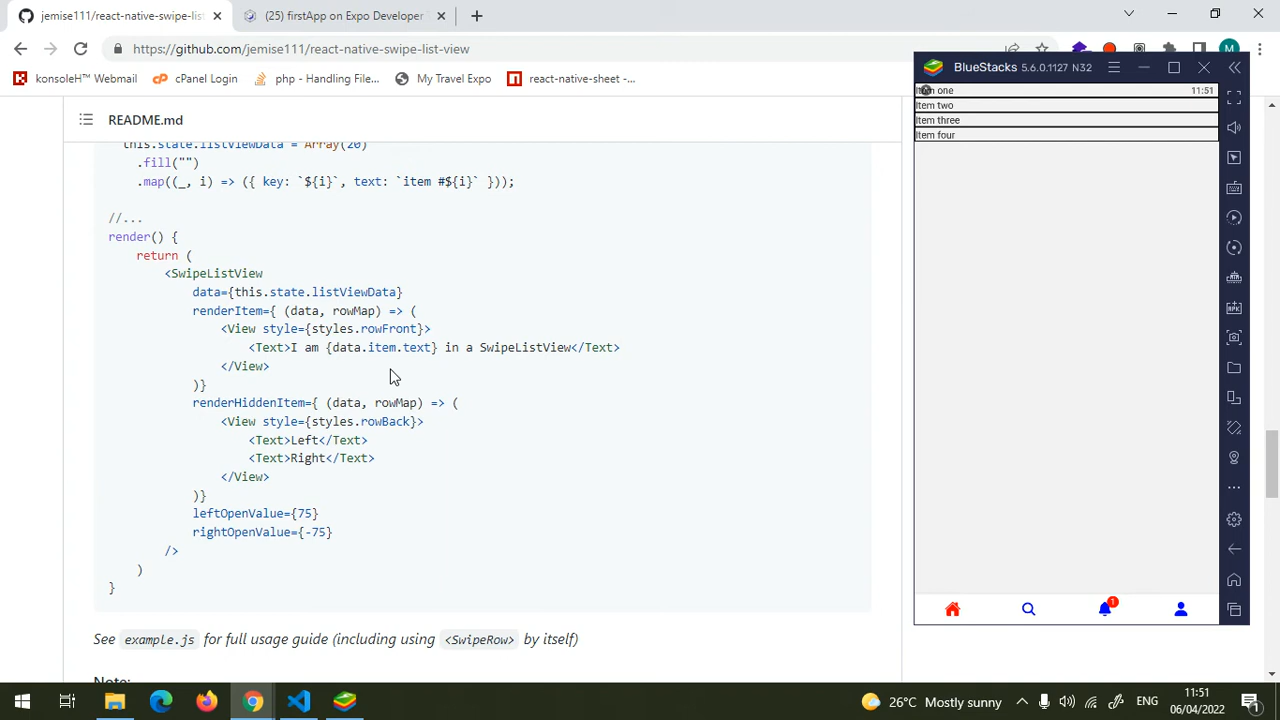 jemise111/react-native-swipe-list
(25) firstApp on Expo Developer
https://github.com/jemise111/react-native-swipe-list-view
M
konsoleH™ Webmail
cPanel Login
php - Handling File...
My Travel Expo
react-native-sheet -...
README.md
this.state.listViewData = Array(20)
.fill("")
.map((_, i) => ({ key: `${i}`, text: `item #${i}` }));
//...
render() {
return (
<SwipeListView
data={this.state.listViewData}
renderItem={ (data, rowMap) => (
<View style={styles.rowFront}>
<Text>I am {data.item.text} in a SwipeListView</Text>
</View>
)}
renderHiddenItem={ (data, rowMap) => (
<View style={styles.rowBack}>
<Text>Left</Text>
<Text>Right</Text>
</View>
)}
leftOpenValue={75}
rightOpenValue={-75}
/>
)
}
See example.js for full usage guide (including using <SwipeRow> by itself)
Note:
BlueStacks 5.6.0.1127 N32
Item one
11:51
Item two
Item three
Item four
1
26°C Mostly sunny
ENG
11:51
06/04/2022
1